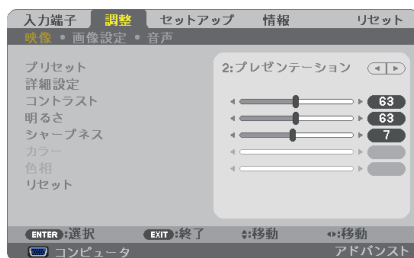 入力端子 調整 セットアップ 情報 リセット
映像 • 画像設定 • 音声
プリセット 2:プレゼンテーション
詳細設定
コントラスト 63
明るさ 63
シャープネス 7
カラー
色相
リセット
ENTER:選択 EXIT:終了 :移動 :移動
コンピュータ アドバンスト